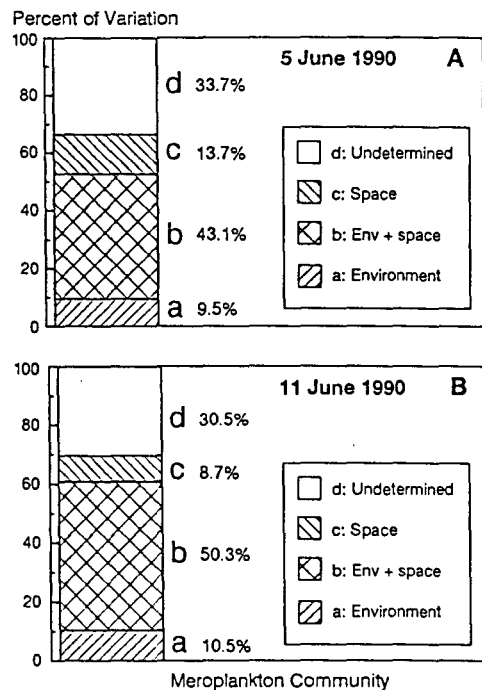 Percent of Variation
5 June 1990 A
100
80
60
40
20
0
d 33.7%
c 13.7%
b 43.1%
a 9.5%
d: Undetermined
c: Space
b: Env + space
a: Environment
11 June 1990 B
100
80
60
40
20
0
d 30.5%
c 8.7%
b 50.3%
a 10.5%
d: Undetermined
c: Space
b: Env + space
a: Environment
Meroplankton Community